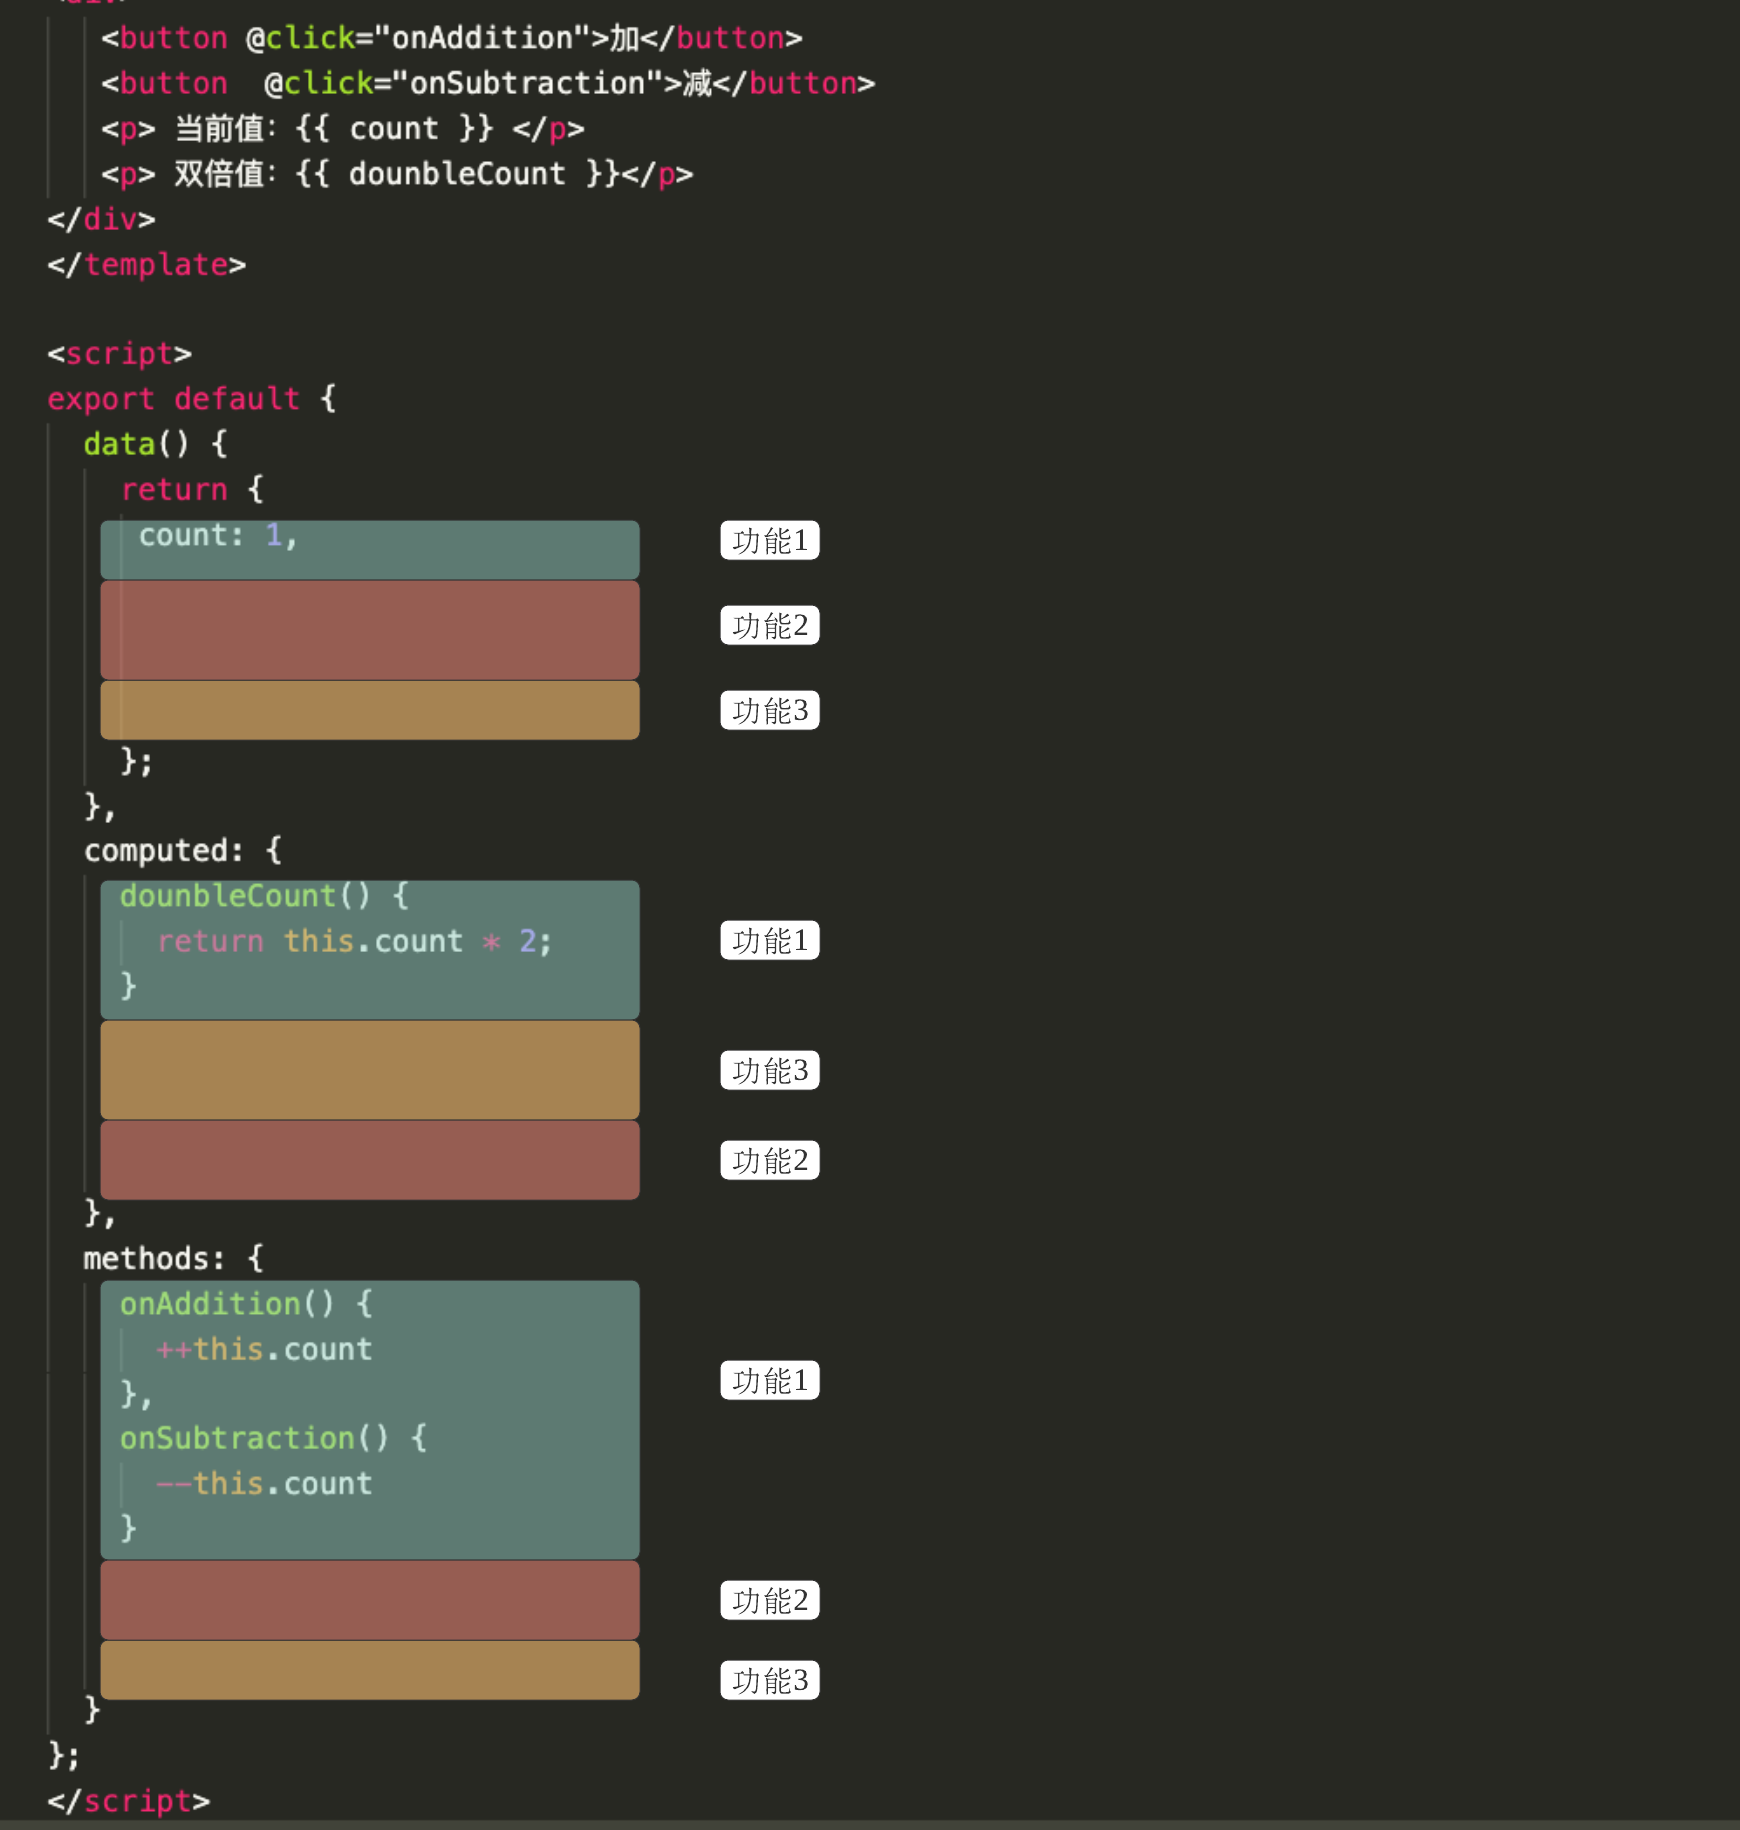 <div>
<button @click="onAddition">加</button>
<button  @click="onSubtraction">减</button>
<p> 当前值：{{ count }} </p>
<p> 双倍值：{{ dounbleCount }}</p>
</div>
</template>
<script>
export default {
data() {
return {
count: 1,
功能1
功能2
功能3
};
},
computed: {
dounbleCount() {
return this.count * 2;
功能1
}
功能3
功能2
},
methods: {
onAddition() {
++this.count
功能1
},
onSubtraction() {
--this.count
}
功能2
功能3
}
};
</script>